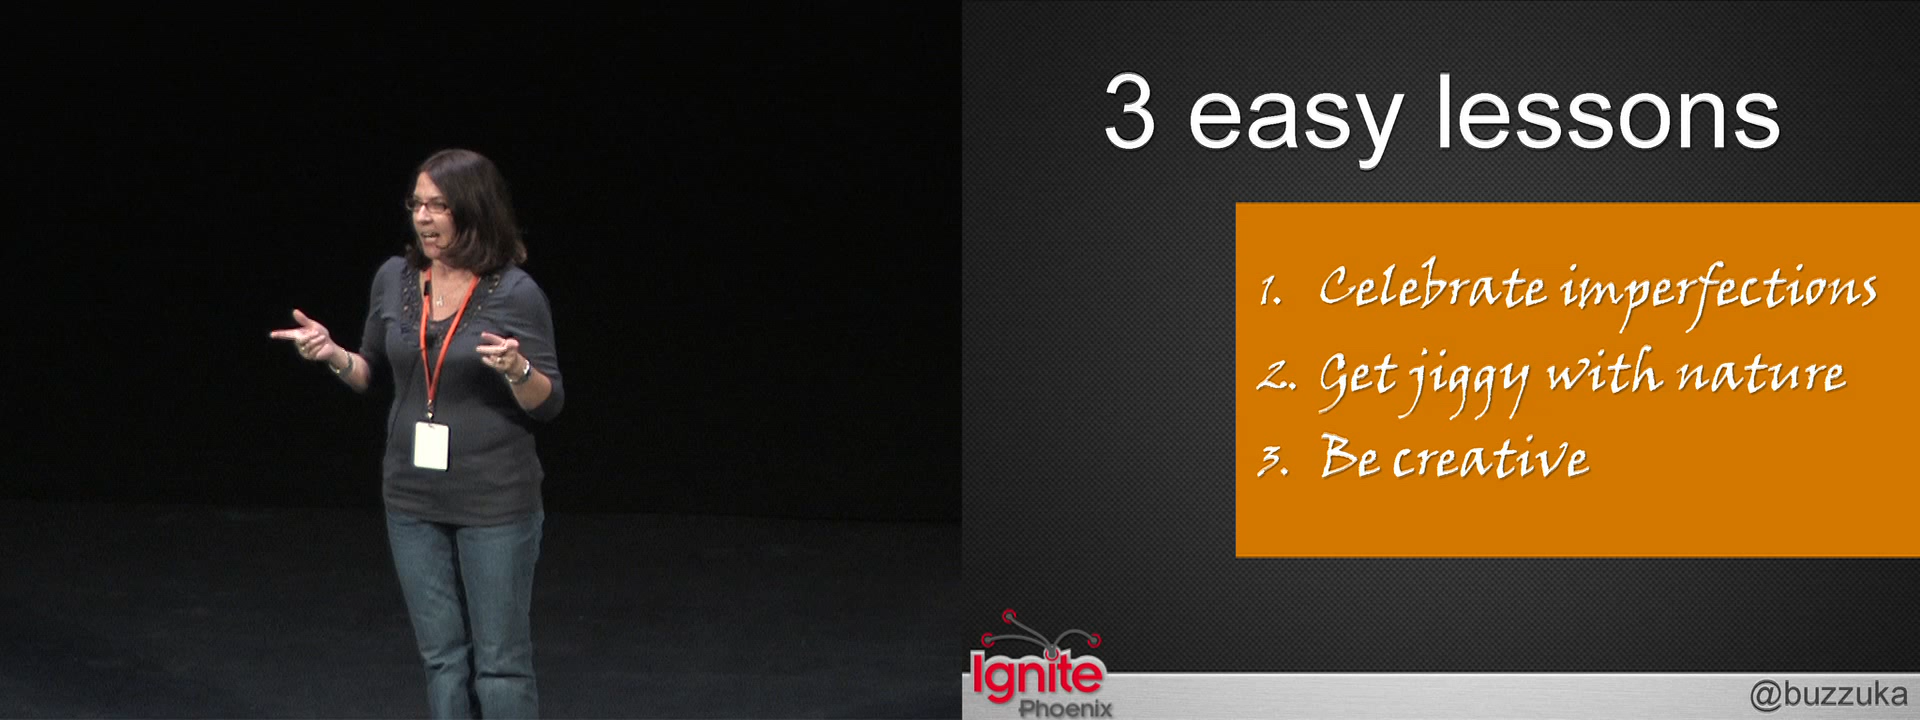 3 easy lessons
1. Celebrate imperfections
2. Get jiggy with nature
3. Be creative
Ignite
Phoenix
@buzzuka